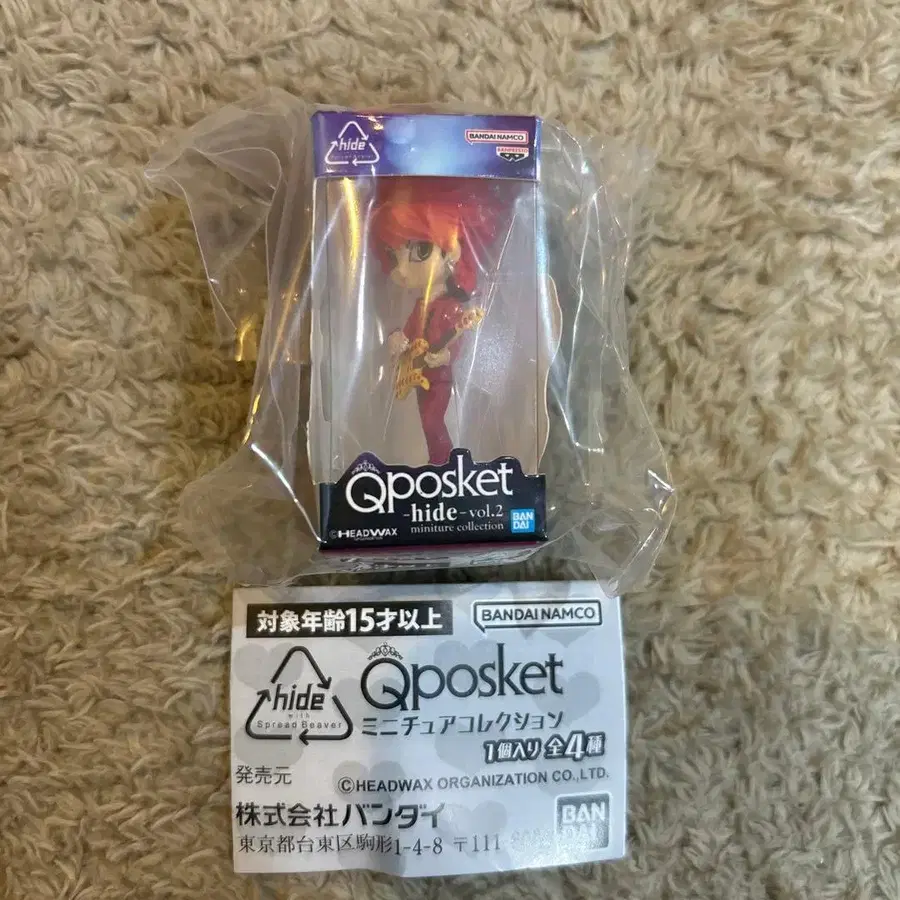 hide
BANDAI NAMCO
BANPRESTO
Qposket
-hide-vol.2
miniture collection
©HEADWAX
BAN
DAI
対象年齢15才以上
BANDAI NAMCO
hide
with
Spread Beaver
Qposket
ミニチュアコレクション
1個入り 全4種
©HEADWAX ORGANIZATION CO.,LTD.
発売元
株式会社バンダイ
東京都台東区駒形1-4-8 〒111
BAN
DAI